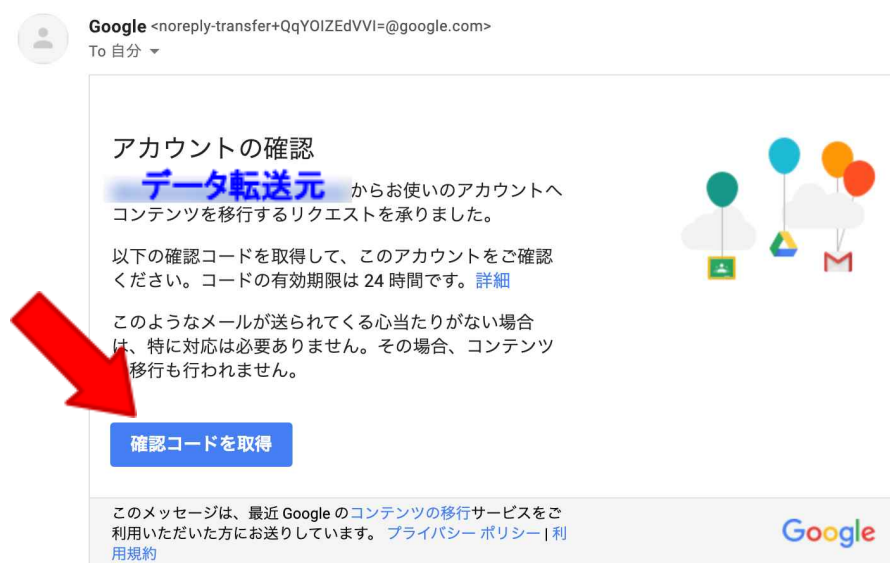 Google <noreply-transfer+QqYOIZEdVVI=@google.com>
To 自分
アカウントの確認
データ転送元 からお使いのアカウントへ
コンテンツを移行するリクエストを承りました。
以下の確認コードを取得して、このアカウントをご確認
ください。コードの有効期限は 24 時間です。詳細
このようなメールが送られてくる心当たりがない場合
は、特に対応は必要ありません。その場合、コンテンツ
移行も行われません。
確認コードを取得
このメッセージは、最近 Google のコンテンツの移行サービスをご
利用いただいた方にお送りしています。 プライバシー ポリシー | 利
用規約
Google